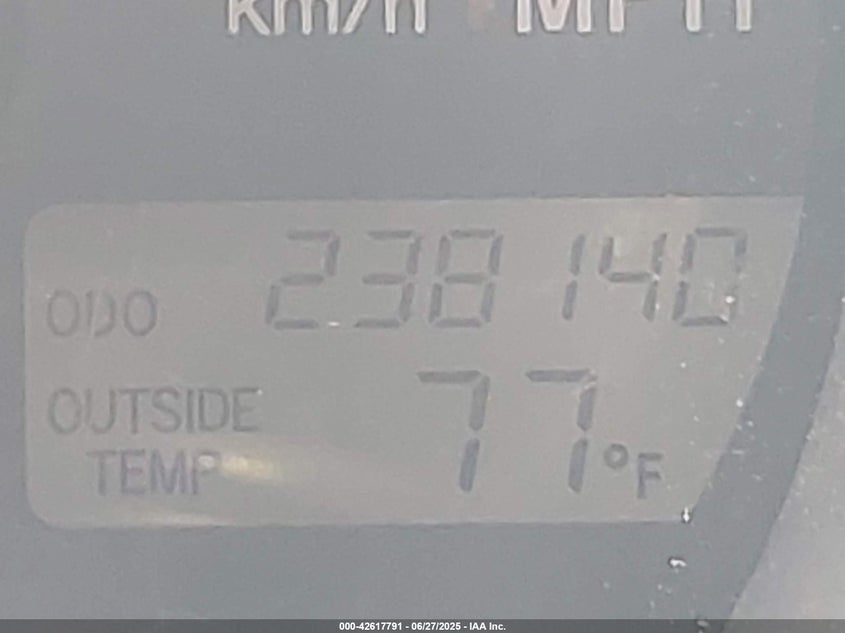 km/h MPH
ODO 238140
OUTSIDE
TEMP 77°F
000-42617791 - 06/27/2025 - IAA Inc.